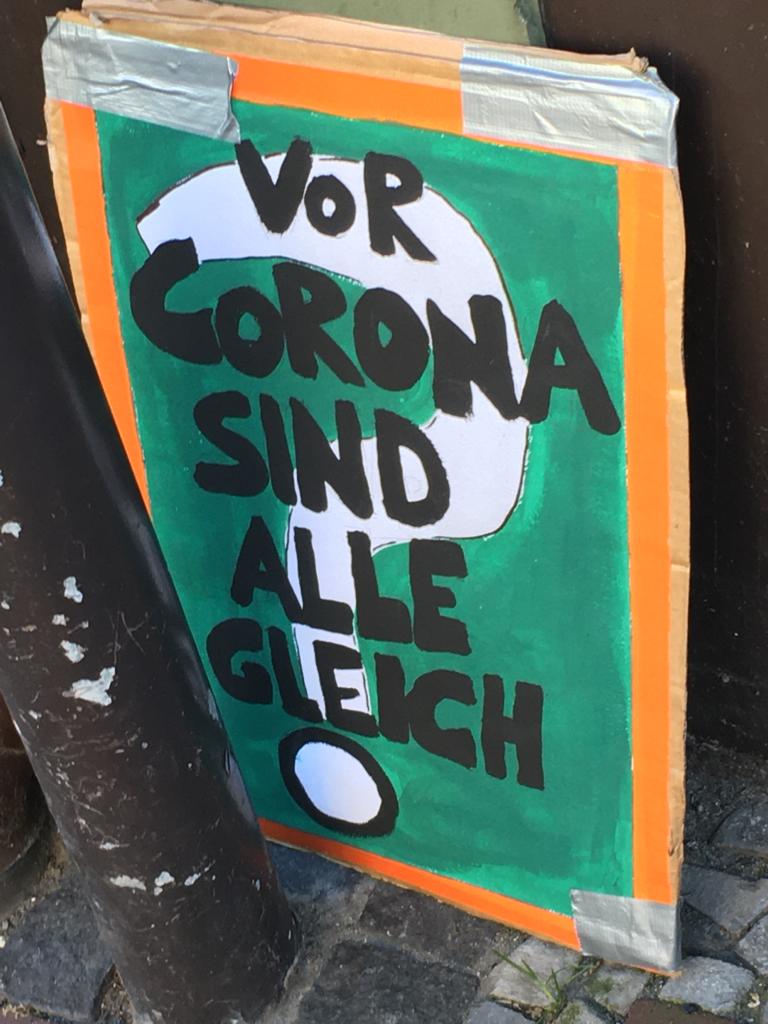 VoR
CORONA
SIND
ALLE
GLEICH
?